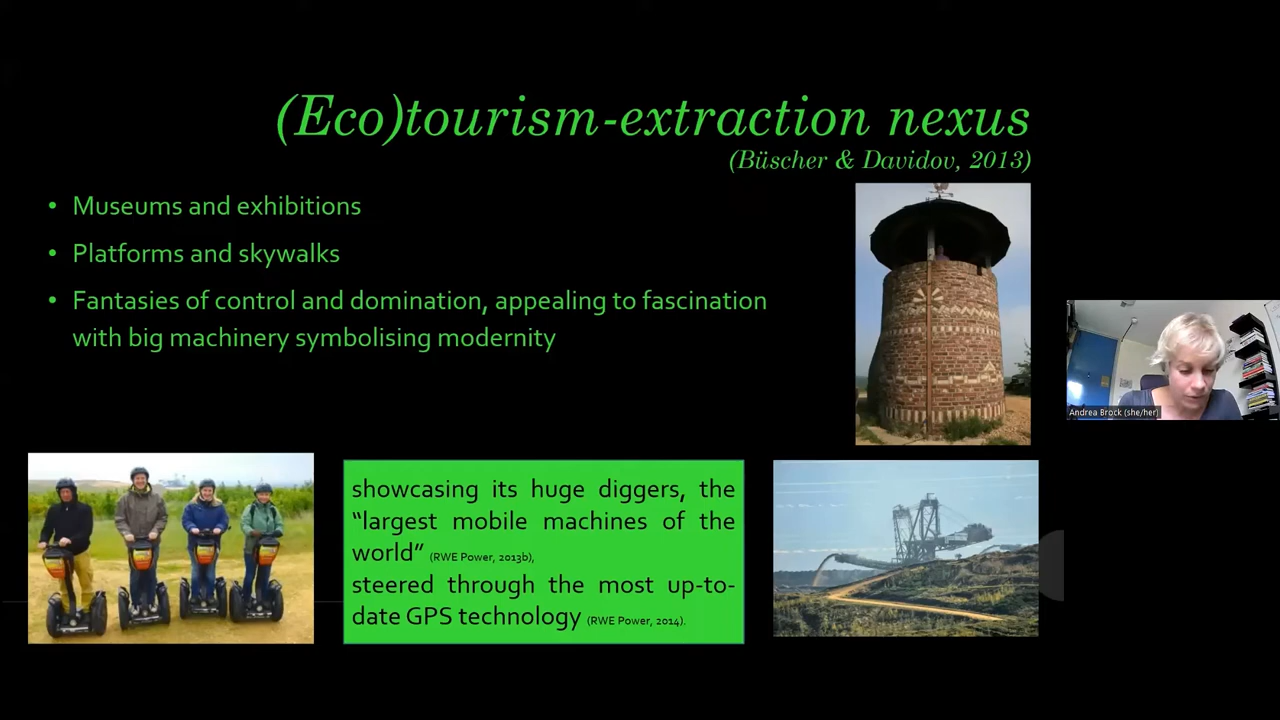 (Eco)tourism-extraction nexus
(Büscher & Davidov, 2013)
• Museums and exhibitions
• Platforms and skywalks
• Fantasies of control and domination, appealing to fascination
with big machinery symbolising modernity
showcasing its huge diggers, the
“largest mobile machines of the
world” (RWE Power, 2013b),
steered through the most up-to-
date GPS technology (RWE Power, 2014).
Andrea Brock (she/her)